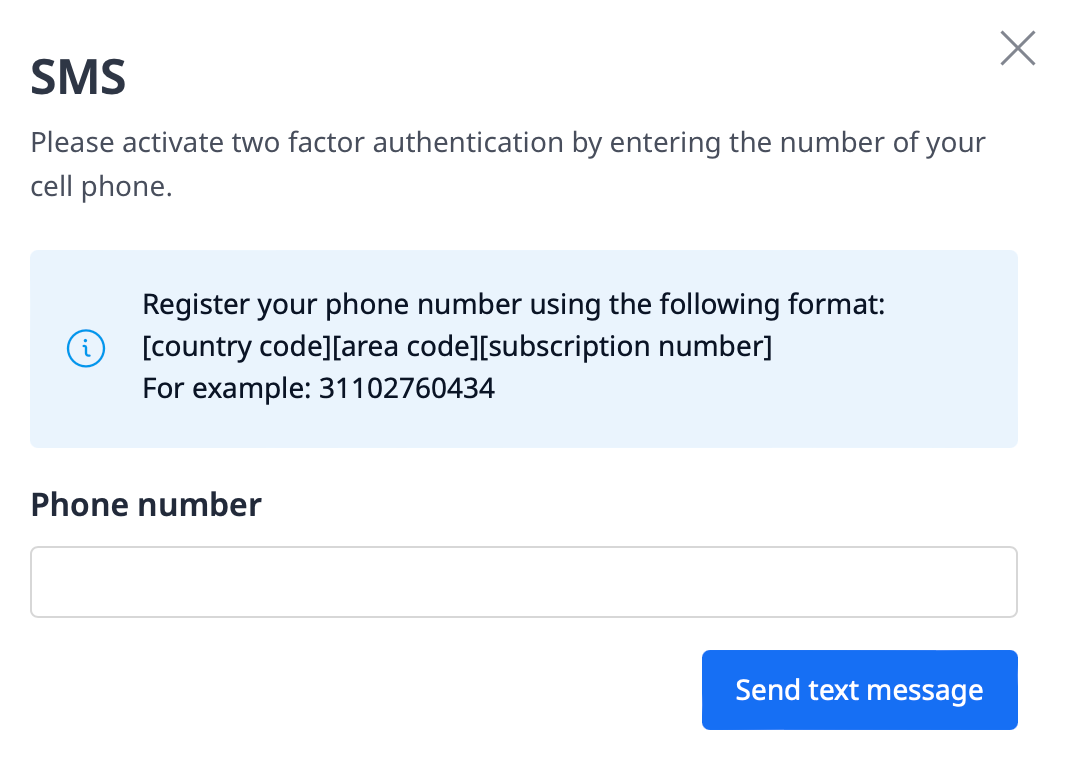 SMS
Please activate two factor authentication by entering the number of your
cell phone.
Register your phone number using the following format:
[country code][area code][subscription number]
For example: 31102760434
Phone number
Send text message